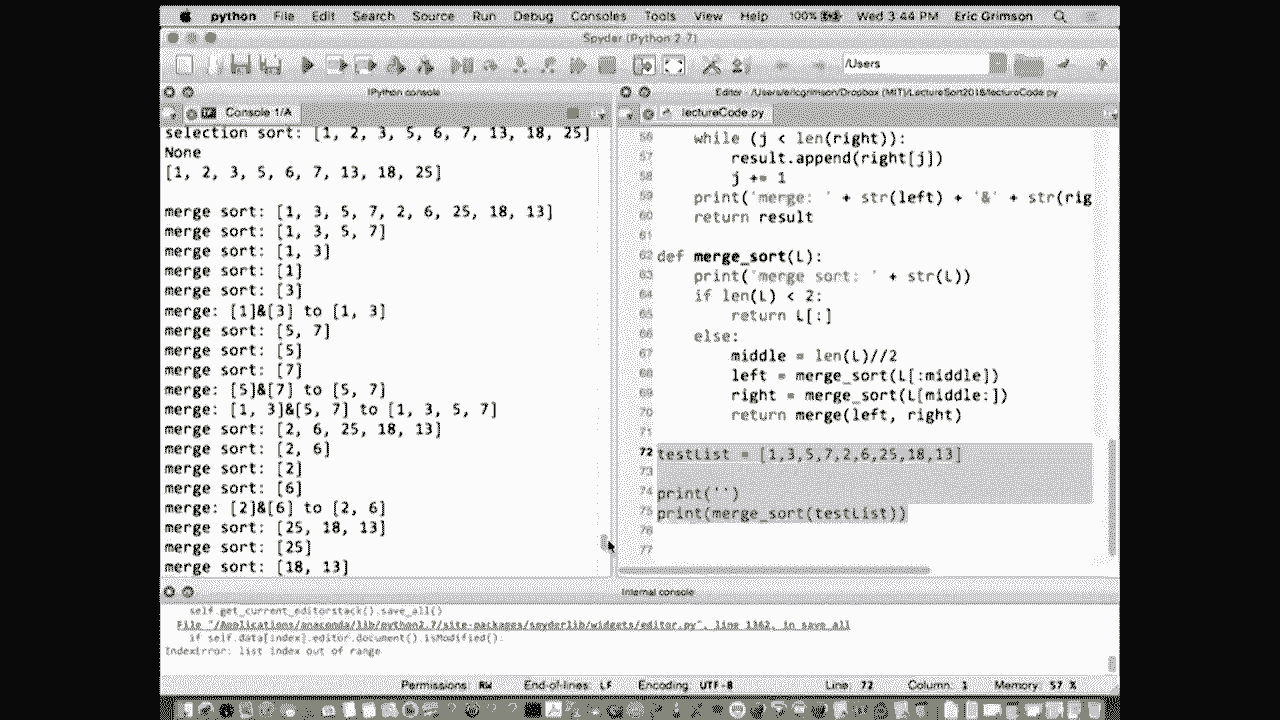 python File Edit Search Source Run Debug Consoles Tools View Help 100% Wed 3:44 PM Eric Grimson
Spyder (Python 2.7)
/Users
IPython console
Console 1/A
selection sort: [1, 2, 3, 5, 6, 7, 13, 18, 25]
None
[1, 2, 3, 5, 6, 7, 13, 18, 25]
merge sort: [1, 3, 5, 7, 2, 6, 25, 18, 13]
merge sort: [1, 3, 5, 7]
merge sort: [1, 3]
merge sort: [1]
merge sort: [3]
merge: [1]&[3] to [1, 3]
merge sort: [5, 7]
merge sort: [5]
merge sort: [7]
merge: [5]&[7] to [5, 7]
merge: [1, 3]&[5, 7] to [1, 3, 5, 7]
merge sort: [2, 6, 25, 18, 13]
merge sort: [2, 6]
merge sort: [2]
merge sort: [6]
merge: [2]&[6] to [2, 6]
merge sort: [25, 18, 13]
merge sort: [25]
merge sort: [18, 13]
Editor - /Users/ericgrimson/Dropbox (MIT)/LectureSort2016/lectureCode.py
lectureCode.py
56 while (j < len(right)):
57 result.append(right[j])
58 j += 1
59 print('merge: ' + str(left) + '&' + str(rig
60 return result
61
62 def merge_sort(L):
63 print('merge sort: ' + str(L))
64 if len(L) < 2:
65 return L[:]
66 else:
67 middle = len(L)//2
68 left = merge_sort(L[:middle])
69 right = merge_sort(L[middle:])
70 return merge(left, right)
71
72 testList = [1,3,5,7,2,6,25,18,13]
73
74 print('')
75 print(merge_sort(testList))
76
77
Internal console
self.get_current_editorstack().save_all()
File "/Applications/anaconda/lib/python2.7/site-packages/spyderlib/widgets/editor.py", line 1362, in save_all
if self.data[index].editor.document().isModified():
IndexError: list index out of range
Permissions: RW End-of-lines: LF Encoding: UTF-8 Line: 72 Column: 1 Memory: 57 %